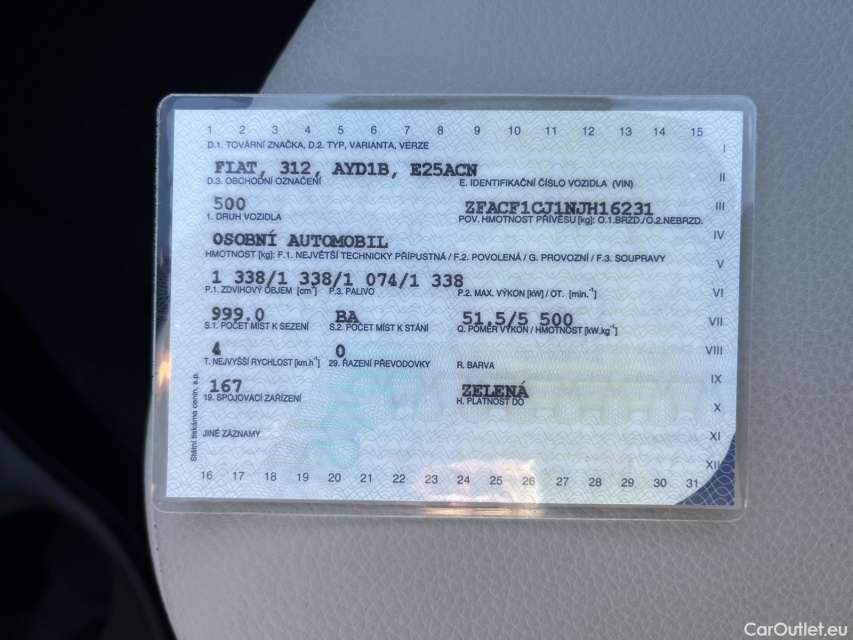 1 2 3 4 5 6 7 8 9 10 11 12 13 14 15
D.1. TOVÁRNÍ ZNAČKA, D.2. TYP, VARIANTA, VERZE
I
FIAT, 312, AYD1B, E25ACN
D.3. OBCHODNÍ OZNAČENÍ E. IDENTIFIKAČNÍ ČÍSLO VOZIDLA (VIN)
II
500 ZFACF1CJ1NJH16231
III
1. DRUH VOZIDLA POV. HMOTNOST PŘÍVĚSU [kg]: O.1.BRZD./O.2.NEBRZD.
IV
OSOBNÍ AUTOMOBIL
HMOTNOST [kg]: F.1. NEJVĚTŠÍ TECHNICKY PŘÍPUSTNÁ / F.2. POVOLENÁ / G. PROVOZNÍ / F.3. SOUPRAVY
V
1 338/1 338/1 074/1 338
P.1. ZDVIHOVÝ OBJEM [cm³] P.3. PALIVO P.2. MAX. VÝKON [kW] / OT. [min.⁻¹]
VI
999.0 BA 51,5/5 500
VII
S.1. POČET MÍST K SEZENÍ S.2. POČET MÍST K STÁNÍ Q. POMĚR VÝKON / HMOTNOST [kW.kg⁻¹]
4 0
VIII
T. NEJVYŠŠÍ RYCHLOST [km.h⁻¹] 29. ŘAZENÍ PŘEVODOVKY R. BARVA
IX
167 ZELENÁ
18. SPOJOVACÍ ZAŘÍZENÍ H. PLATNOST DO
X
JINÉ ZÁZNAMY
XI
XII
16 17 18 19 20 21 22 23 24 25 26 27 28 29 30 31
Státní tiskárna cenin, s.p.
CarOutlet.eu